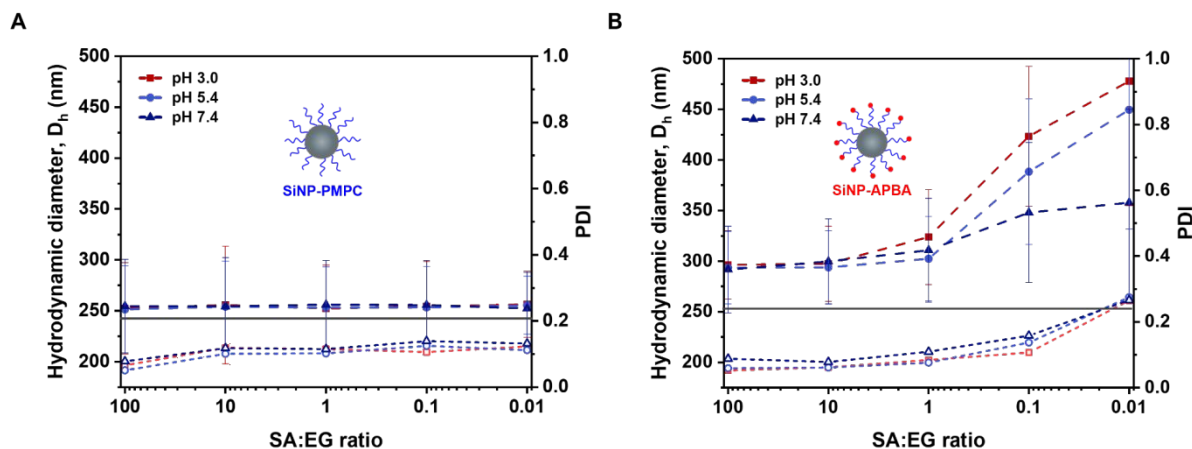 A
Hydrodynamic diameter, Dₕ (nm)
500
450
400
350
300
250
200
pH 3.0
pH 5.4
pH 7.4
SiNP-PMPC
1.0
0.8
0.6
0.4
0.2
0.0
PDI
100
10
1
0.1
0.01
SA:EG ratio
B
Hydrodynamic diameter, Dₕ (nm)
500
450
400
350
300
250
200
pH 3.0
pH 5.4
pH 7.4
SiNP-APBA
1.0
0.8
0.6
0.4
0.2
0.0
PDI
100
10
1
0.1
0.01
SA:EG ratio